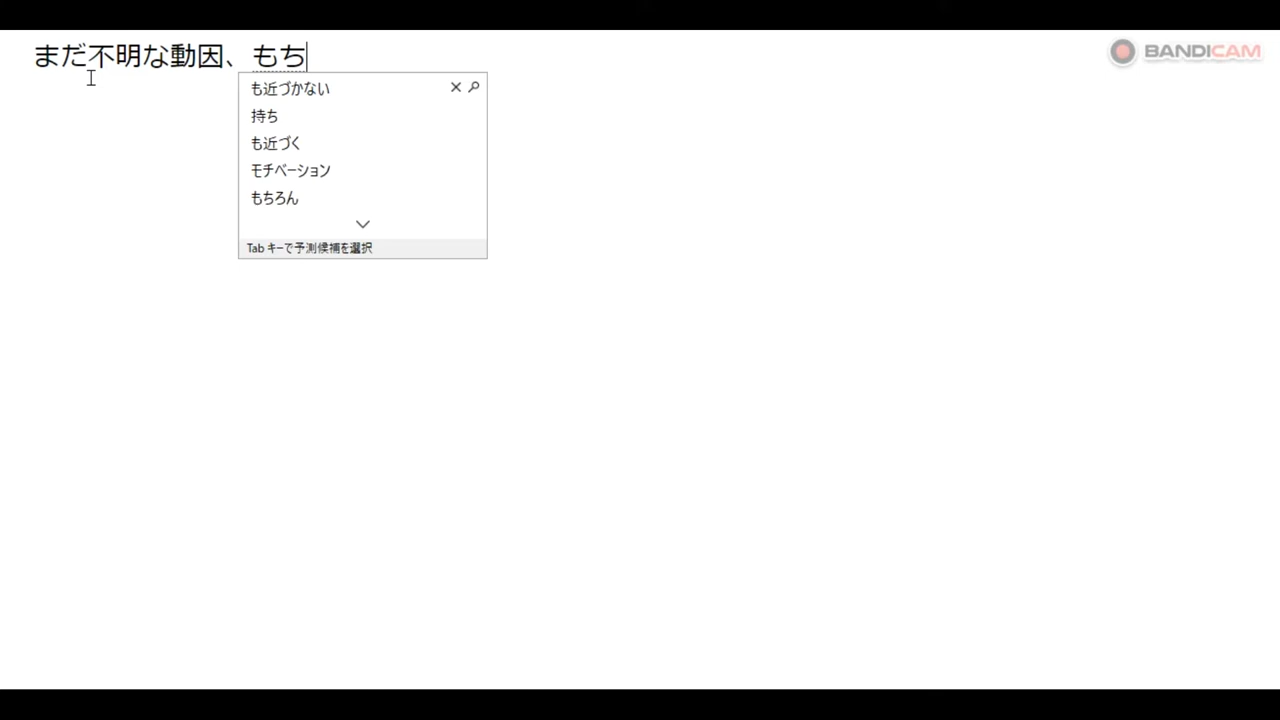 まだ不明な動因、もち
BANDICAM
も近づかない
持ち
も近づく
モチベーション
もちろん
Tab キーで予測候補を選択